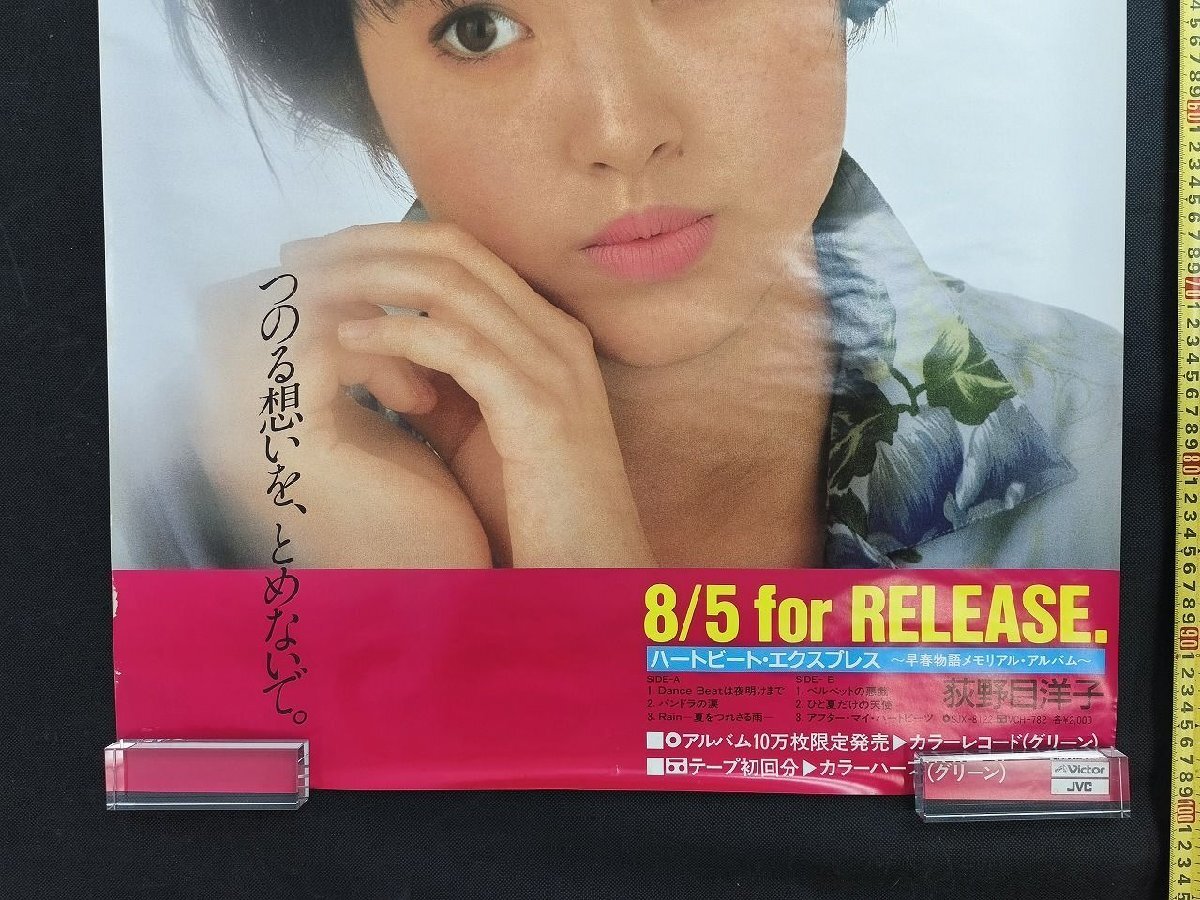 つのる想いを、とめないで。
8/5 for RELEASE.
ハートビート・エクスプレス 〜早春物語メモリアル・アルバム〜
荻野目洋子
SIDE-A
1. Dance Beatは夜明けまで
2. パンドラの涙
3. Rain—夏をつれさる雨—
SIDE-B
1. ベルベットの悪戯
2. ひと夏だけの天使
3. アフター・マイ・ハートビーツ
SJX-8122 VCH-782 各¥2,003
アルバム10万枚限定発売▶カラーレコード(グリーン)
テープ初回分▶カラーハー (グリーン)
Victor
JVC